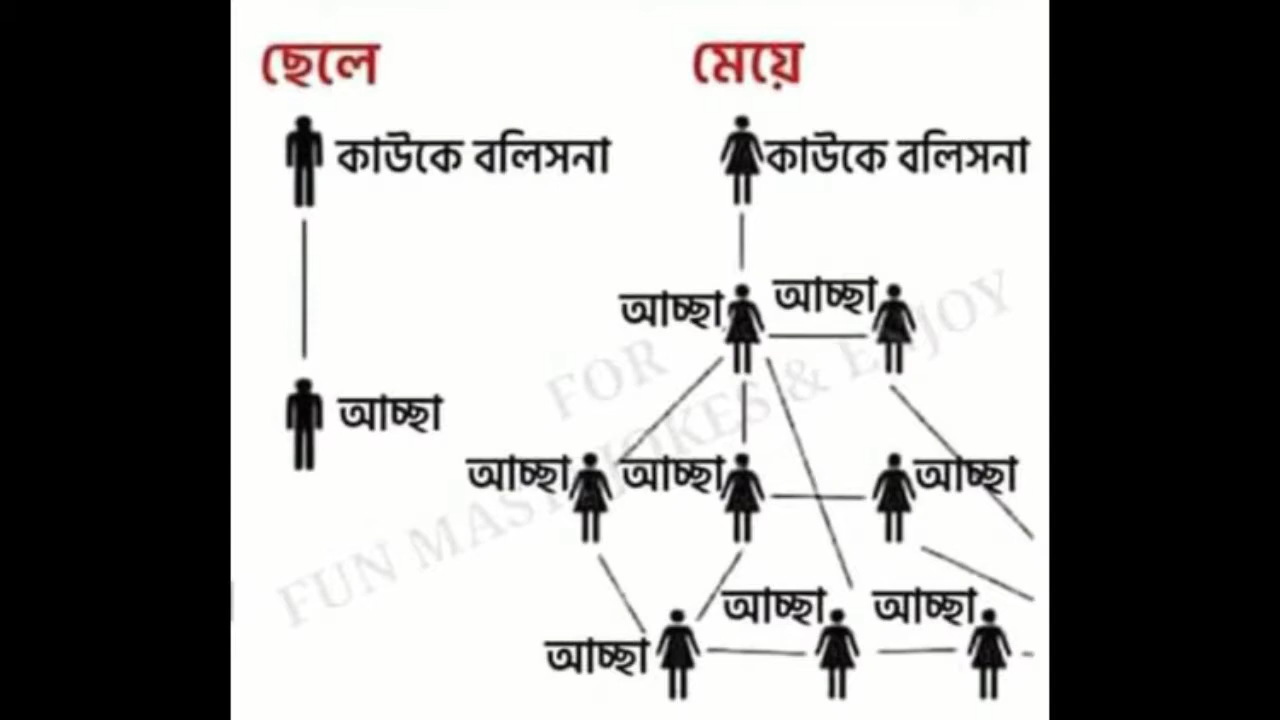 ছেলে মেয়ে
কাউকে বলিসনা কাউকে বলিসনা
আচ্ছা আচ্ছা
আচ্ছা
আচ্ছা আচ্ছা আচ্ছা
আচ্ছা আচ্ছা
আচ্ছা
FOR
FUN MAST JOKES & ENJOY